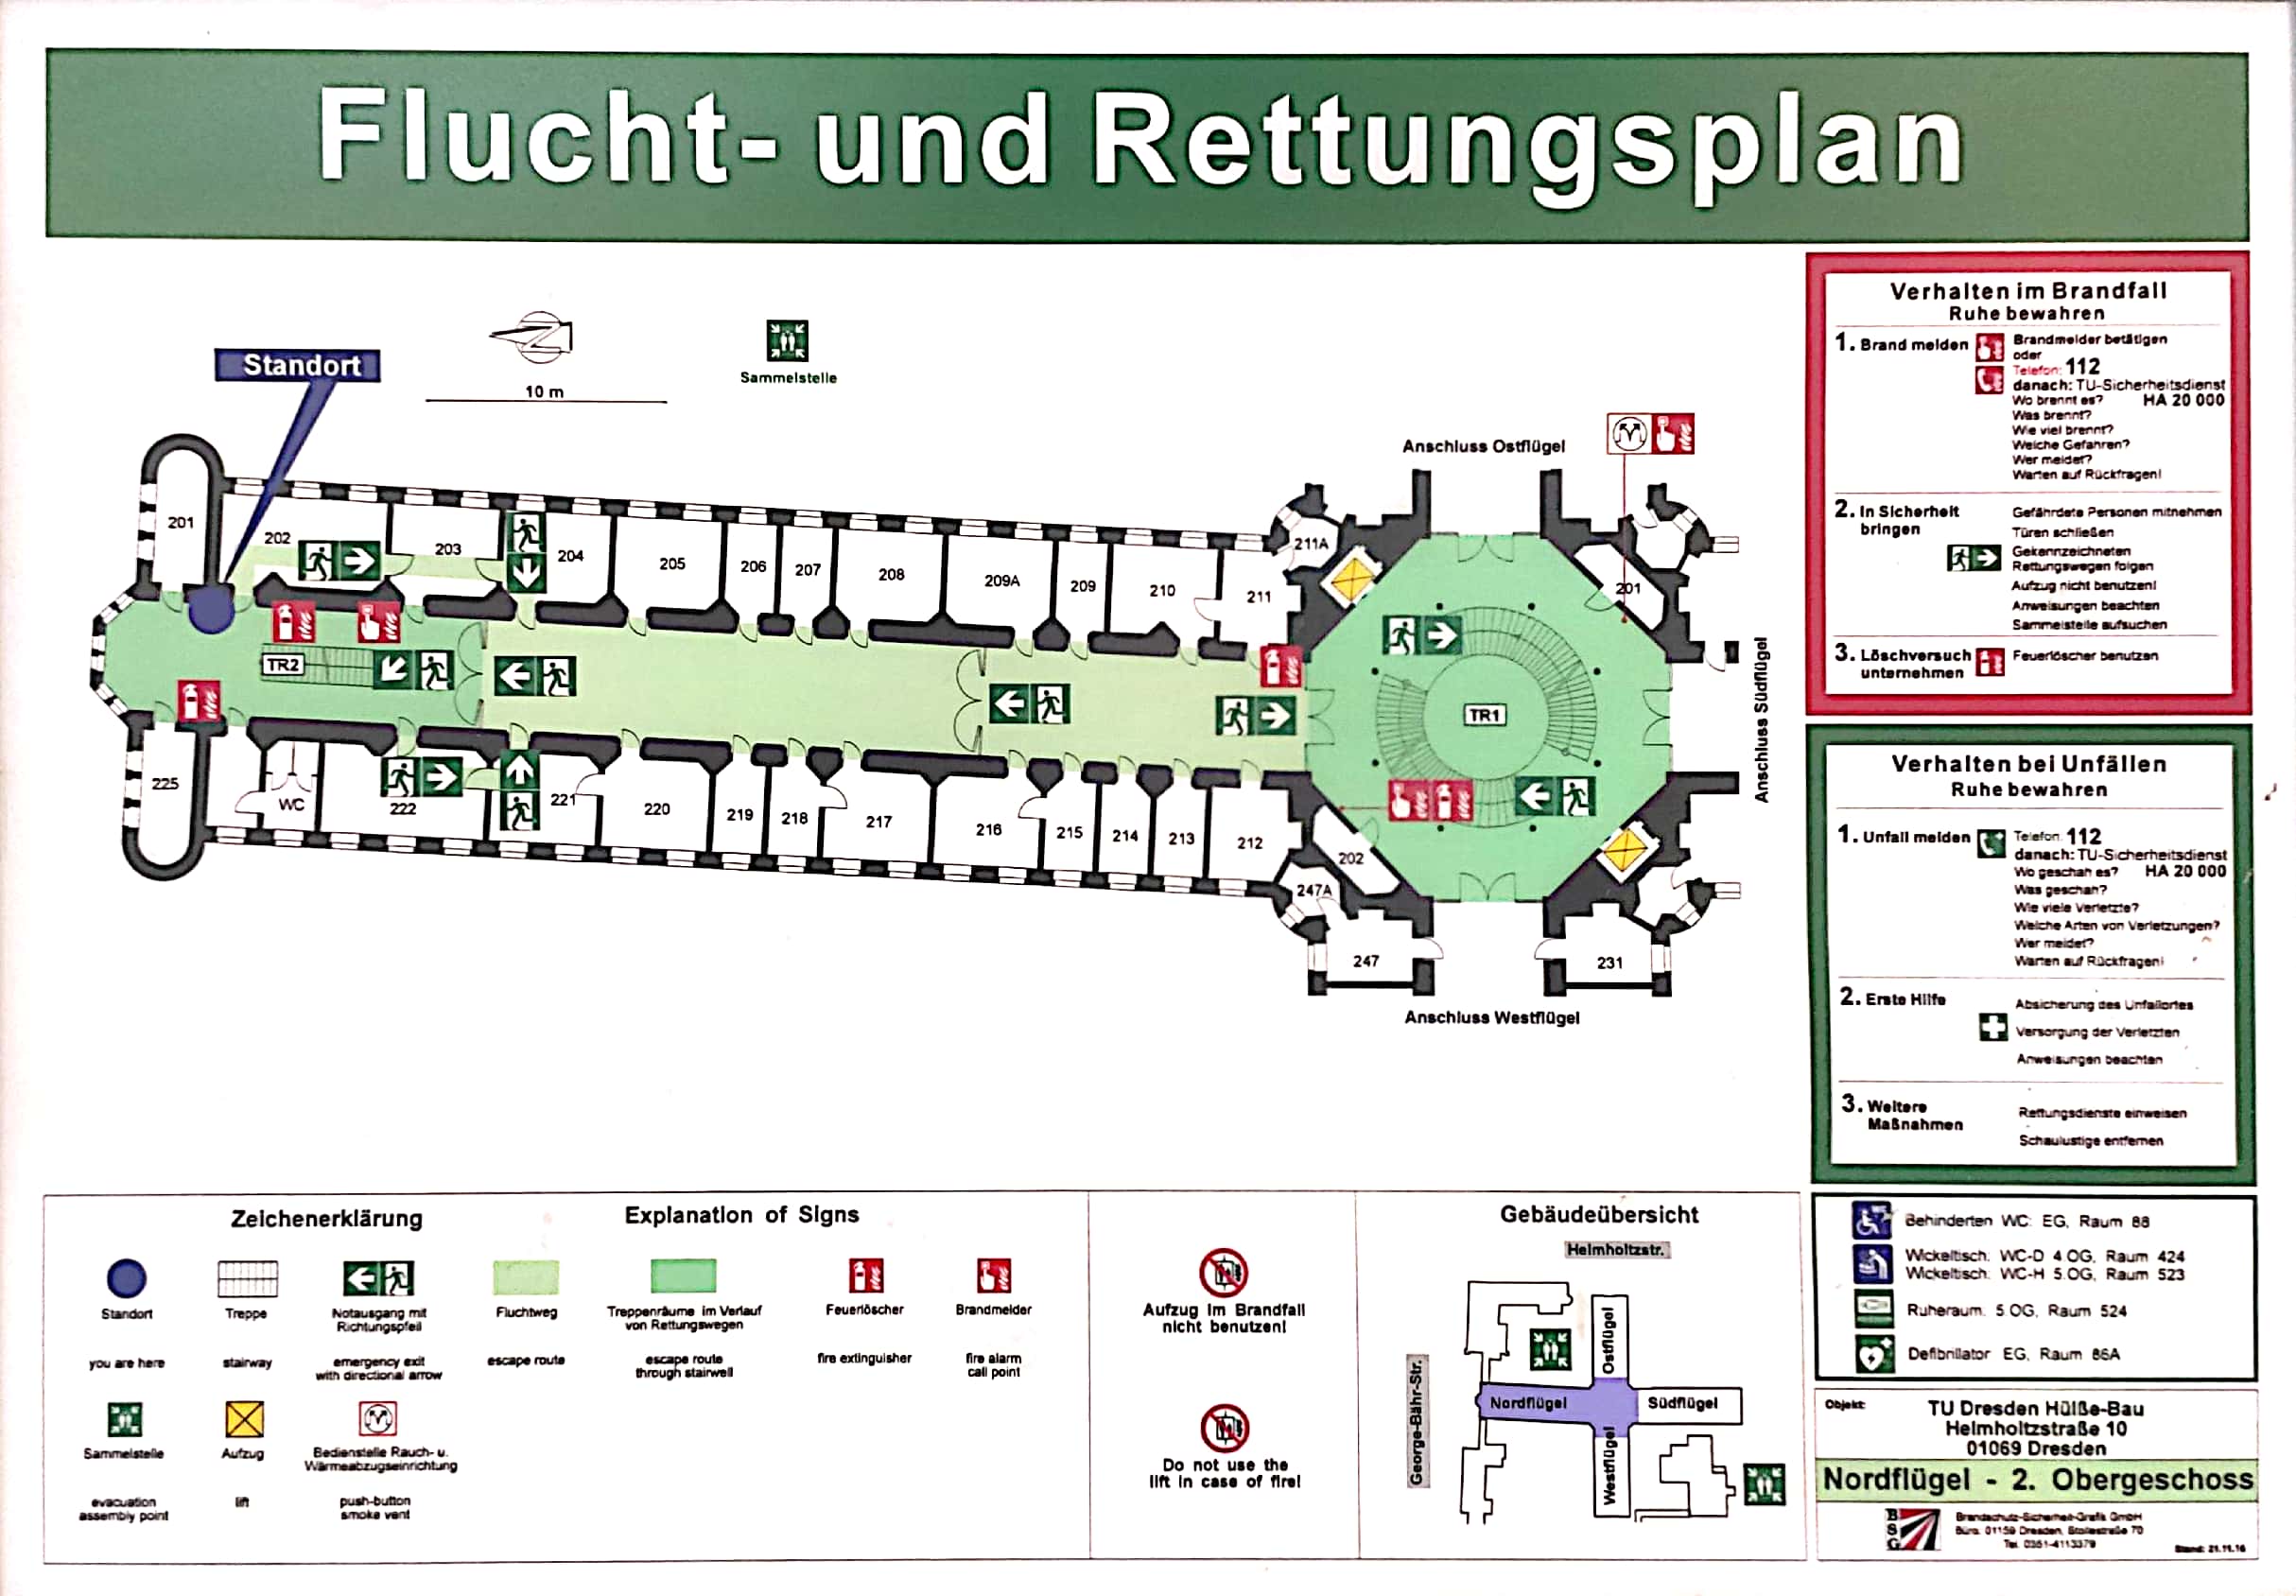 Flucht- und Rettungsplan
Standort
10 m
Sammelstelle
Anschluss Ostflügel
Anschluss Südflügel
Anschluss Westflügel
201
202
203
204
205
206
207
208
209A
209
210
211
211A
201
TR2
TR1
225
WC
222
221
220
219
218
217
216
215
214
213
212
202
247A
247
231
Verhalten im Brandfall
Ruhe bewahren
1. Brand melden
Brandmelder betätigen
oder
Telefon: 112
danach: TU-Sicherheitsdienst
Wo brennt es? HA 20 000
Was brennt?
Wie viel brennt?
Welche Gefahren?
Wer meldet?
Warten auf Rückfragen!
2. In Sicherheit
bringen
Gefährdete Personen mitnehmen
Türen schließen
Gekennzeichneten
Rettungswegen folgen
Aufzug nicht benutzen!
Anweisungen beachten
Sammelstelle aufsuchen
3. Löschversuch
unternehmen
Feuerlöscher benutzen
Verhalten bei Unfällen
Ruhe bewahren
1. Unfall melden
Telefon: 112
danach: TU-Sicherheitsdienst
Wo geschah es? HA 20 000
Was geschah?
Wie viele Verletzte?
Welche Arten von Verletzungen?
Wer meldet?
Warten auf Rückfragen!
2. Erste Hilfe
Absicherung des Unfallortes
Versorgung der Verletzten
Anweisungen beachten
3. Weitere
Maßnahmen
Rettungsdienste einweisen
Schaulustige entfernen
Zeichenerklärung
Explanation of Signs
Standort
you are here
Treppe
stairway
Notausgang mit
Richtungspfeil
emergency exit
with directional arrow
Fluchtweg
escape route
Treppenräume im Verlauf
von Rettungswegen
escape route
through stairwell
Feuerlöscher
fire extinguisher
Brandmelder
fire alarm
call point
Sammelstelle
evacuation
assembly point
Aufzug
lift
Bedienstelle Rauch- u.
Wärmeabzugseinrichtung
push-button
smoke vent
Aufzug im Brandfall
nicht benutzen!
Do not use the
lift in case of fire!
Gebäudeübersicht
Helmholtzstr.
George-Bähr-Str.
Ostflügel
Nordflügel
Südflügel
Westflügel
Behinderten WC: EG, Raum 88
Wickeltisch: WC-D 4.OG, Raum 424
Wickeltisch: WC-H 5.OG, Raum 523
Ruheraum: 5.OG, Raum 524
Defibrillator EG, Raum 86A
Objekt:
TU Dresden Hülße-Bau
Helmholtzstraße 10
01069 Dresden
Nordflügel - 2. Obergeschoss
BSG
Brandschutz-Sicherheit-Grafik GmbH
Büro: 01159 Dresden, Stollestraße 70
Tel. 0351-4113379
Stand: 21.11.16